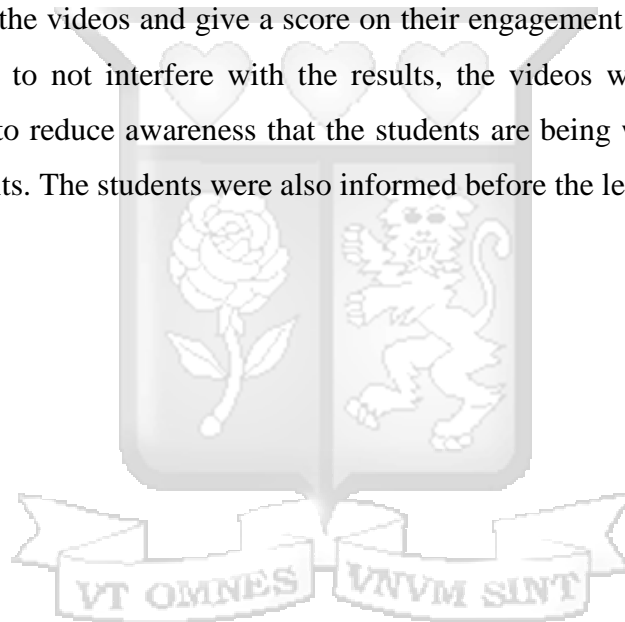 the videos and give a score on their engagement
to not interfere with the results, the videos w
to reduce awareness that the students are being
ts. The students were also informed before the le
VT OMNES VNVM SINT